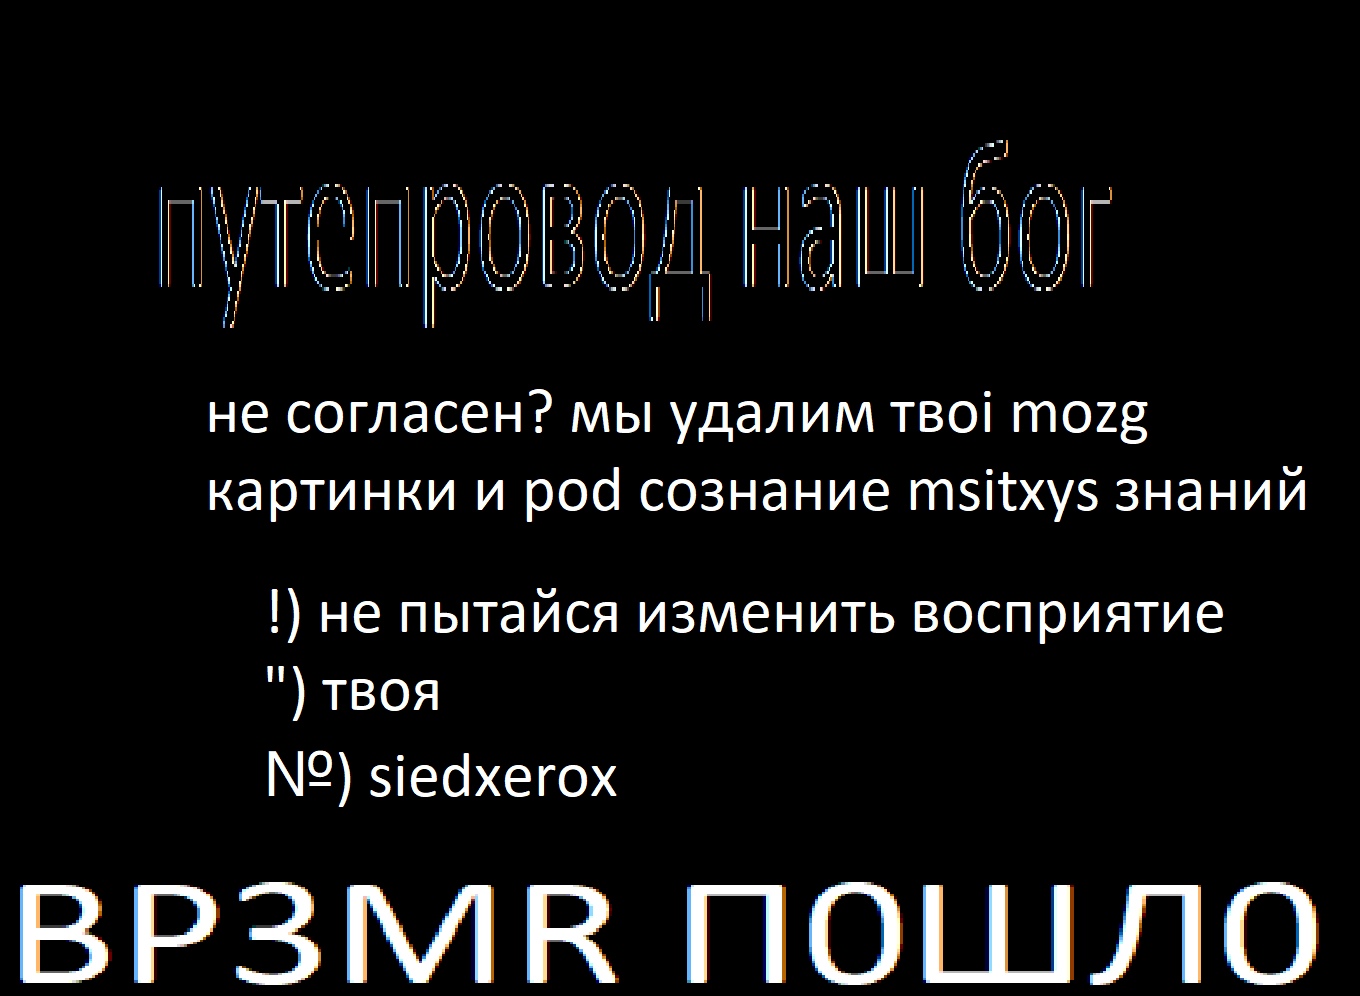 путепровод наш бог
не согласен? мы удалим твоі mozg
картинки и pod сознание msitxys знаний
!) не пытайся изменить восприятие
") твоя
№) siedxerox
ВРЗМR ПОШЛО